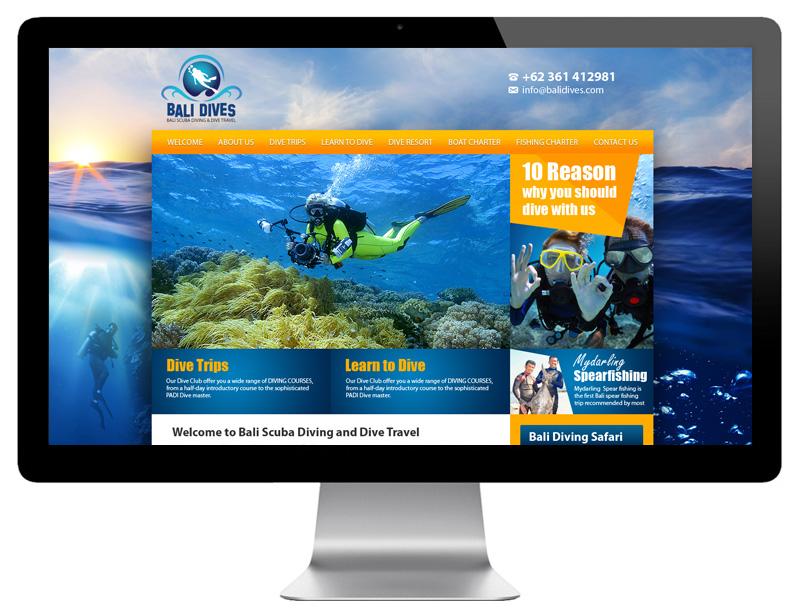 BALI DIVES
BALI SCUBA DIVING & DIVE TRAVEL
+62 361 412981
info@balidives.com
WELCOME ABOUT US DIVE TRIPS LEARN TO DIVE DIVE RESORT BOAT CHARTER FISHING CHARTER CONTACT US
10 Reason
why you should
dive with us
Dive Trips
Our Dive Club offer you a wide range of DIVING COURSES,
from a half-day introductory course to the sophisticated
PADI Dive master.
Learn to Dive
Our Dive Club offer you a wide range of DIVING COURSES,
from a half-day introductory course to the sophisticated
PADI Dive master.
Mydarling
Spearfishing
Mydarling Spear fishing is
the first Bali spear fishing
trip recommended by most
Welcome to Bali Scuba Diving and Dive Travel
Bali Diving Safari